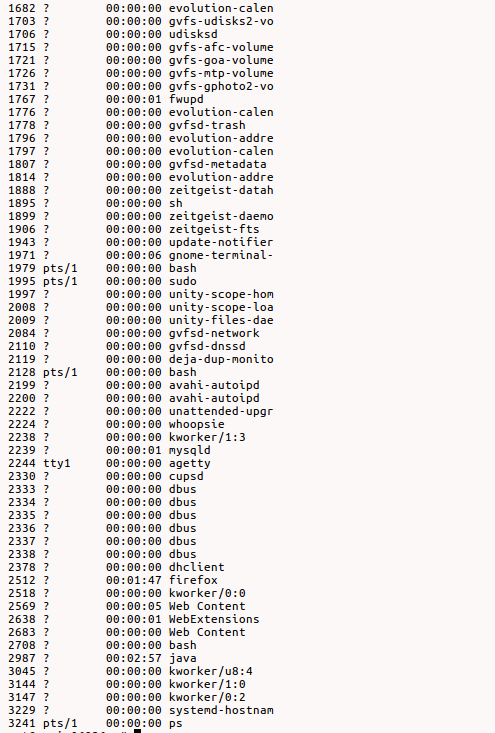 1682 ? 00:00:00 evolution-calen
1703 ? 00:00:00 gvfs-udisks2-vo
1706 ? 00:00:00 udisksd
1715 ? 00:00:00 gvfs-afc-volume
1721 ? 00:00:00 gvfs-goa-volume
1726 ? 00:00:00 gvfs-mtp-volume
1731 ? 00:00:00 gvfs-gphoto2-vo
1767 ? 00:00:01 fwupd
1776 ? 00:00:00 evolution-calen
1778 ? 00:00:00 gvfsd-trash
1796 ? 00:00:00 evolution-addre
1797 ? 00:00:00 evolution-calen
1807 ? 00:00:00 gvfsd-metadata
1814 ? 00:00:00 evolution-addre
1888 ? 00:00:00 zeitgeist-datah
1895 ? 00:00:00 sh
1899 ? 00:00:00 zeitgeist-daemo
1906 ? 00:00:00 zeitgeist-fts
1943 ? 00:00:00 update-notifier
1971 ? 00:00:06 gnome-terminal-
1979 pts/1 00:00:00 bash
1995 pts/1 00:00:00 sudo
1997 ? 00:00:00 unity-scope-hom
2008 ? 00:00:00 unity-scope-loa
2009 ? 00:00:00 unity-files-dae
2084 ? 00:00:00 gvfsd-network
2110 ? 00:00:00 gvfsd-dnssd
2119 ? 00:00:00 deja-dup-monito
2128 pts/1 00:00:00 bash
2199 ? 00:00:00 avahi-autoipd
2200 ? 00:00:00 avahi-autoipd
2222 ? 00:00:00 unattended-upgr
2224 ? 00:00:00 whoopsie
2238 ? 00:00:00 kworker/1:3
2239 ? 00:00:01 mysqld
2244 tty1 00:00:00 agetty
2330 ? 00:00:00 cupsd
2333 ? 00:00:00 dbus
2334 ? 00:00:00 dbus
2335 ? 00:00:00 dbus
2336 ? 00:00:00 dbus
2337 ? 00:00:00 dbus
2338 ? 00:00:00 dbus
2378 ? 00:00:00 dhclient
2512 ? 00:01:47 firefox
2518 ? 00:00:00 kworker/0:0
2569 ? 00:00:05 Web Content
2638 ? 00:00:01 WebExtensions
2683 ? 00:00:00 Web Content
2708 ? 00:00:00 bash
2987 ? 00:02:57 java
3045 ? 00:00:00 kworker/u8:4
3144 ? 00:00:00 kworker/1:0
3147 ? 00:00:00 kworker/0:2
3229 ? 00:00:00 systemd-hostnam
3241 pts/1 00:00:00 ps